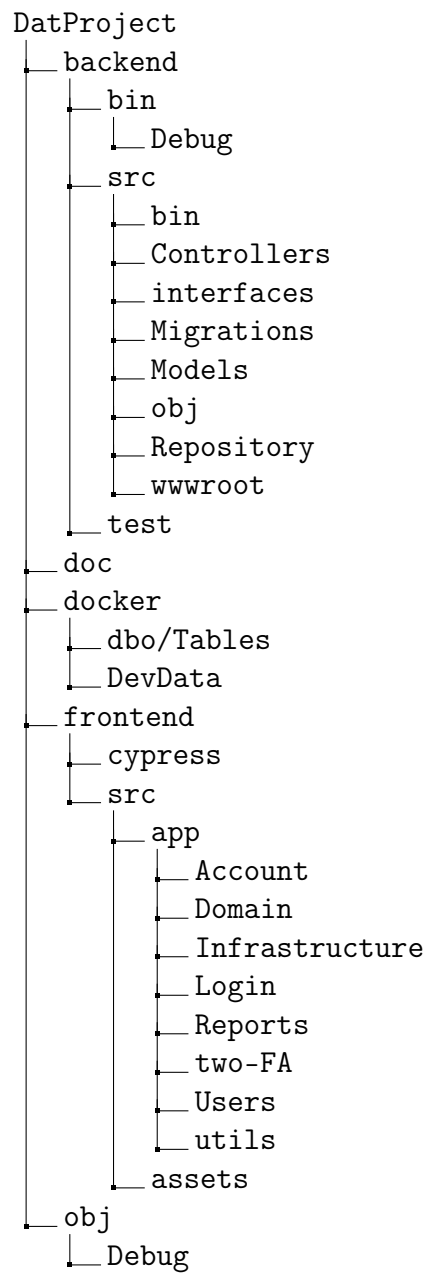 DatProject
backend
bin
Debug
src
bin
Controllers
interfaces
Migrations
Models
obj
Repository
wwwroot
test
doc
docker
dbo/Tables
DevData
frontend
cypress
src
app
Account
Domain
Infrastructure
Login
Reports
two-FA
Users
utils
assets
obj
Debug